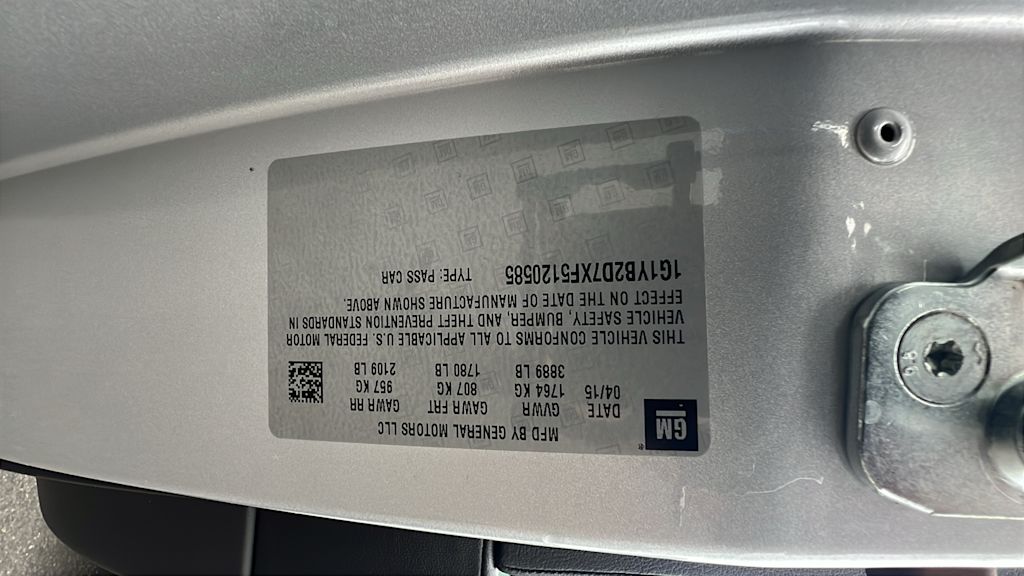 MFD BY GENERAL MOTORS LLC
GM
DATE GVWR GAWR FRT GAWR RR
04/15 1764 KG 807 KG 957 KG
3889 LB 1780 LB 2109 LB
THIS VEHICLE CONFORMS TO ALL APPLICABLE U.S. FEDERAL MOTOR
VEHICLE SAFETY, BUMPER, AND THEFT PREVENTION STANDARDS IN
EFFECT ON THE DATE OF MANUFACTURE SHOWN ABOVE.
1G1YB2D7XF5120585 TYPE: PASS CAR